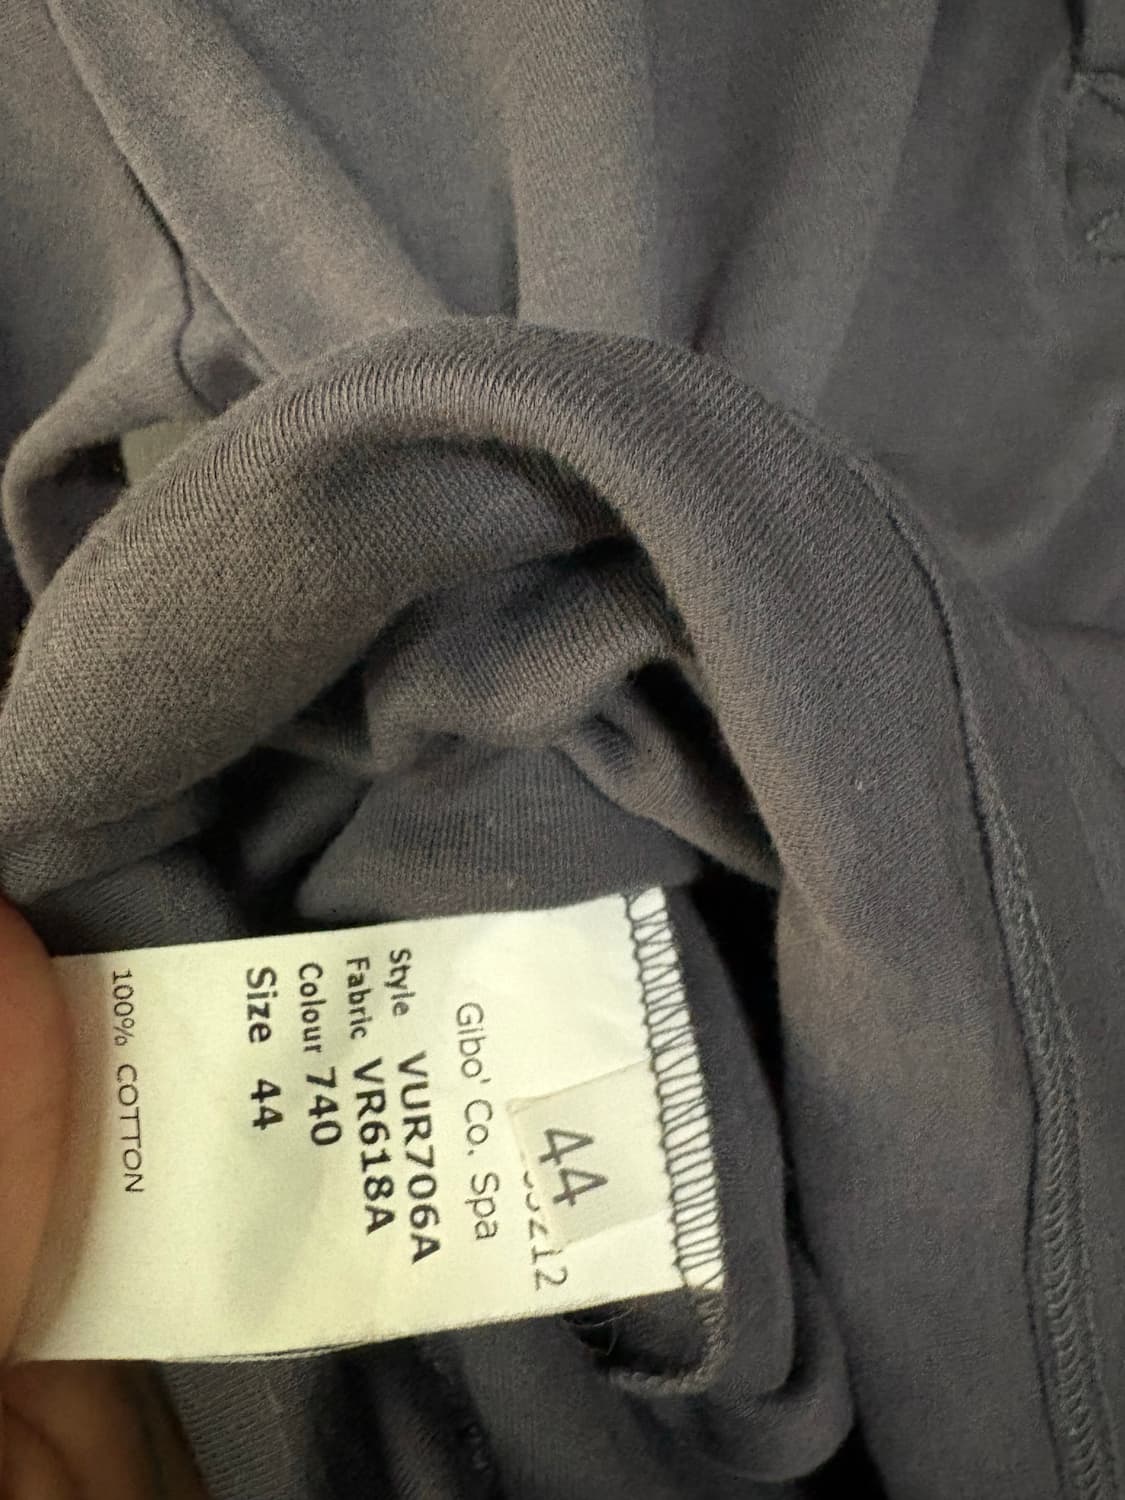 44
Gibo' Co. Spa
Style VUR706A
Fabric VR618A
Colour 740
Size 44
100% COTTON